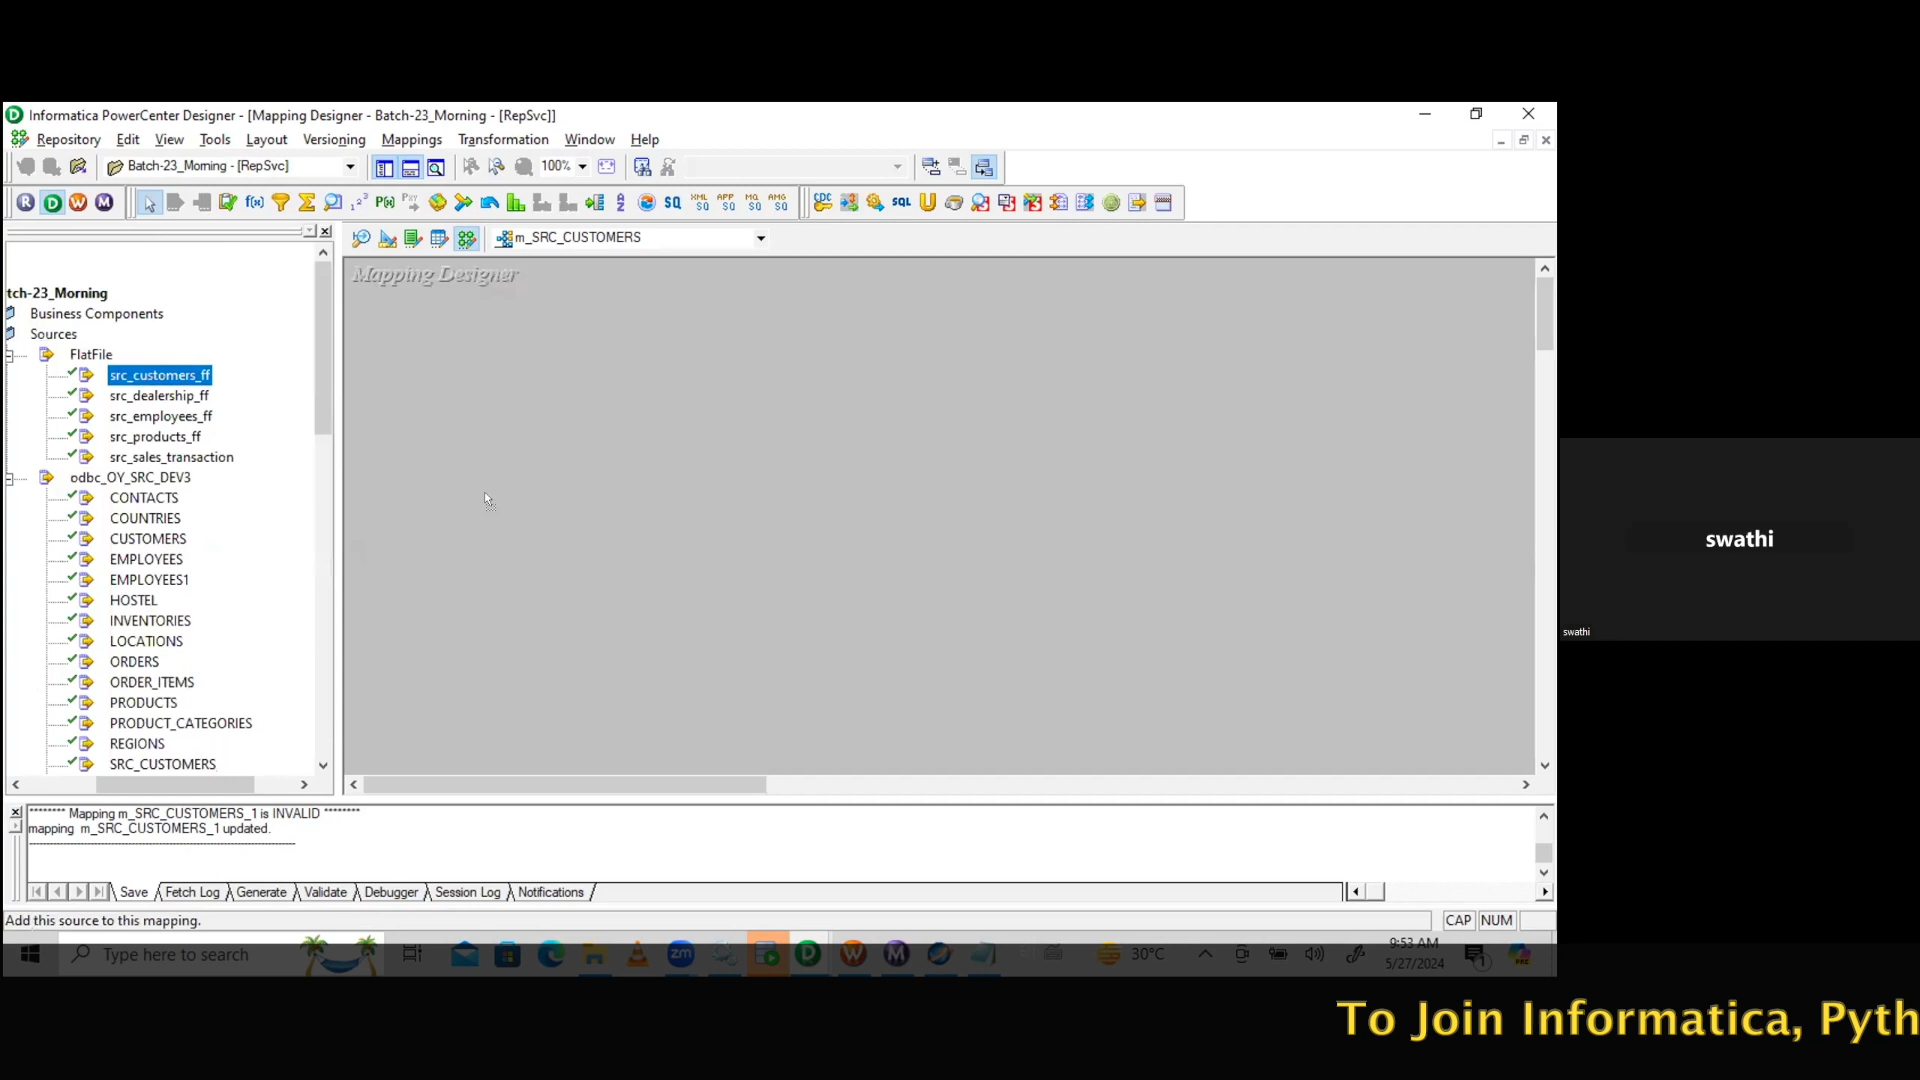 Informatica PowerCenter Designer - [Mapping Designer - Batch-23_Morning - [RepSvc]]
Repository Edit View Tools Layout Versioning Mappings Transformation Window Help
Batch-23_Morning - [RepSvc] 100%
m_SRC_CUSTOMERS
Mapping Designer
tch-23_Morning
Business Components
Sources
FlatFile
src_customers_ff
src_dealership_ff
src_employees_ff
src_products_ff
src_sales_transaction
odbc_OY_SRC_DEV3
CONTACTS
COUNTRIES
CUSTOMERS
EMPLOYEES
EMPLOYEES1
HOSTEL
INVENTORIES
LOCATIONS
ORDERS
ORDER_ITEMS
PRODUCTS
PRODUCT_CATEGORIES
REGIONS
SRC_CUSTOMERS
******** Mapping m_SRC_CUSTOMERS_1 is INVALID ********
mapping m_SRC_CUSTOMERS_1 updated.
Save Fetch Log Generate Validate Debugger Session Log Notifications
Add this source to this mapping.
CAP NUM
Type here to search
30°C
9:53 AM
5/27/2024
swathi
swathi
To Join Informatica, Pyth